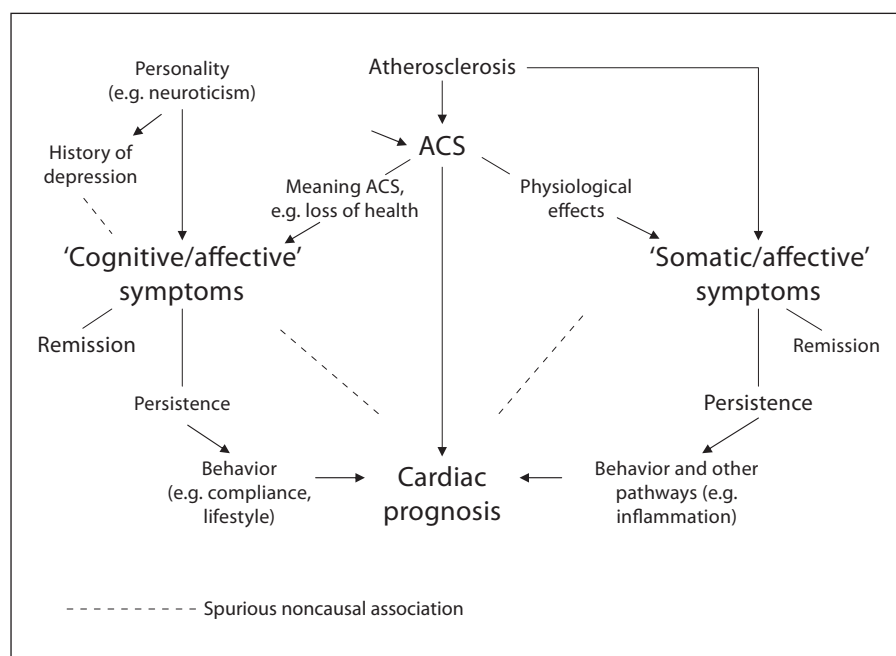 Personality
(e.g. neuroticism)
Atherosclerosis
History of
depression
ACS
Meaning ACS,
e.g. loss of health
Physiological
effects
‘Cognitive/affective’
symptoms
‘Somatic/affective’
symptoms
Remission
Remission
Persistence
Persistence
Behavior
(e.g. compliance,
lifestyle)
Cardiac
prognosis
Behavior and other
pathways (e.g.
inflammation)
Spurious noncausal association